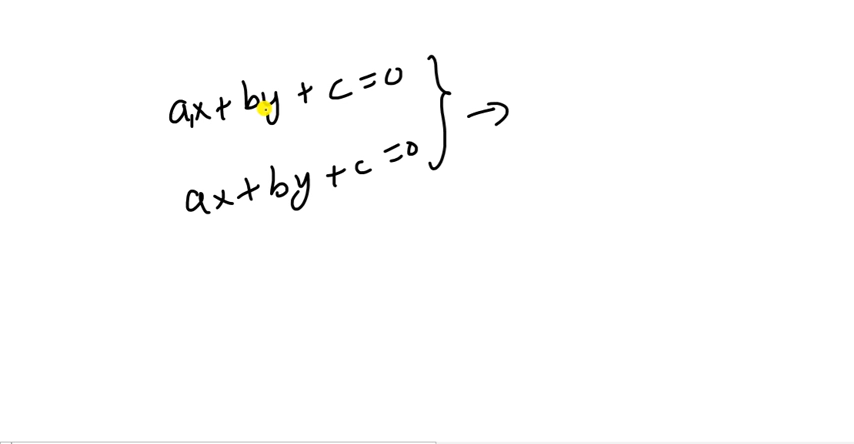 a₁x + by + c = 0 } →
ax + by + c = 0